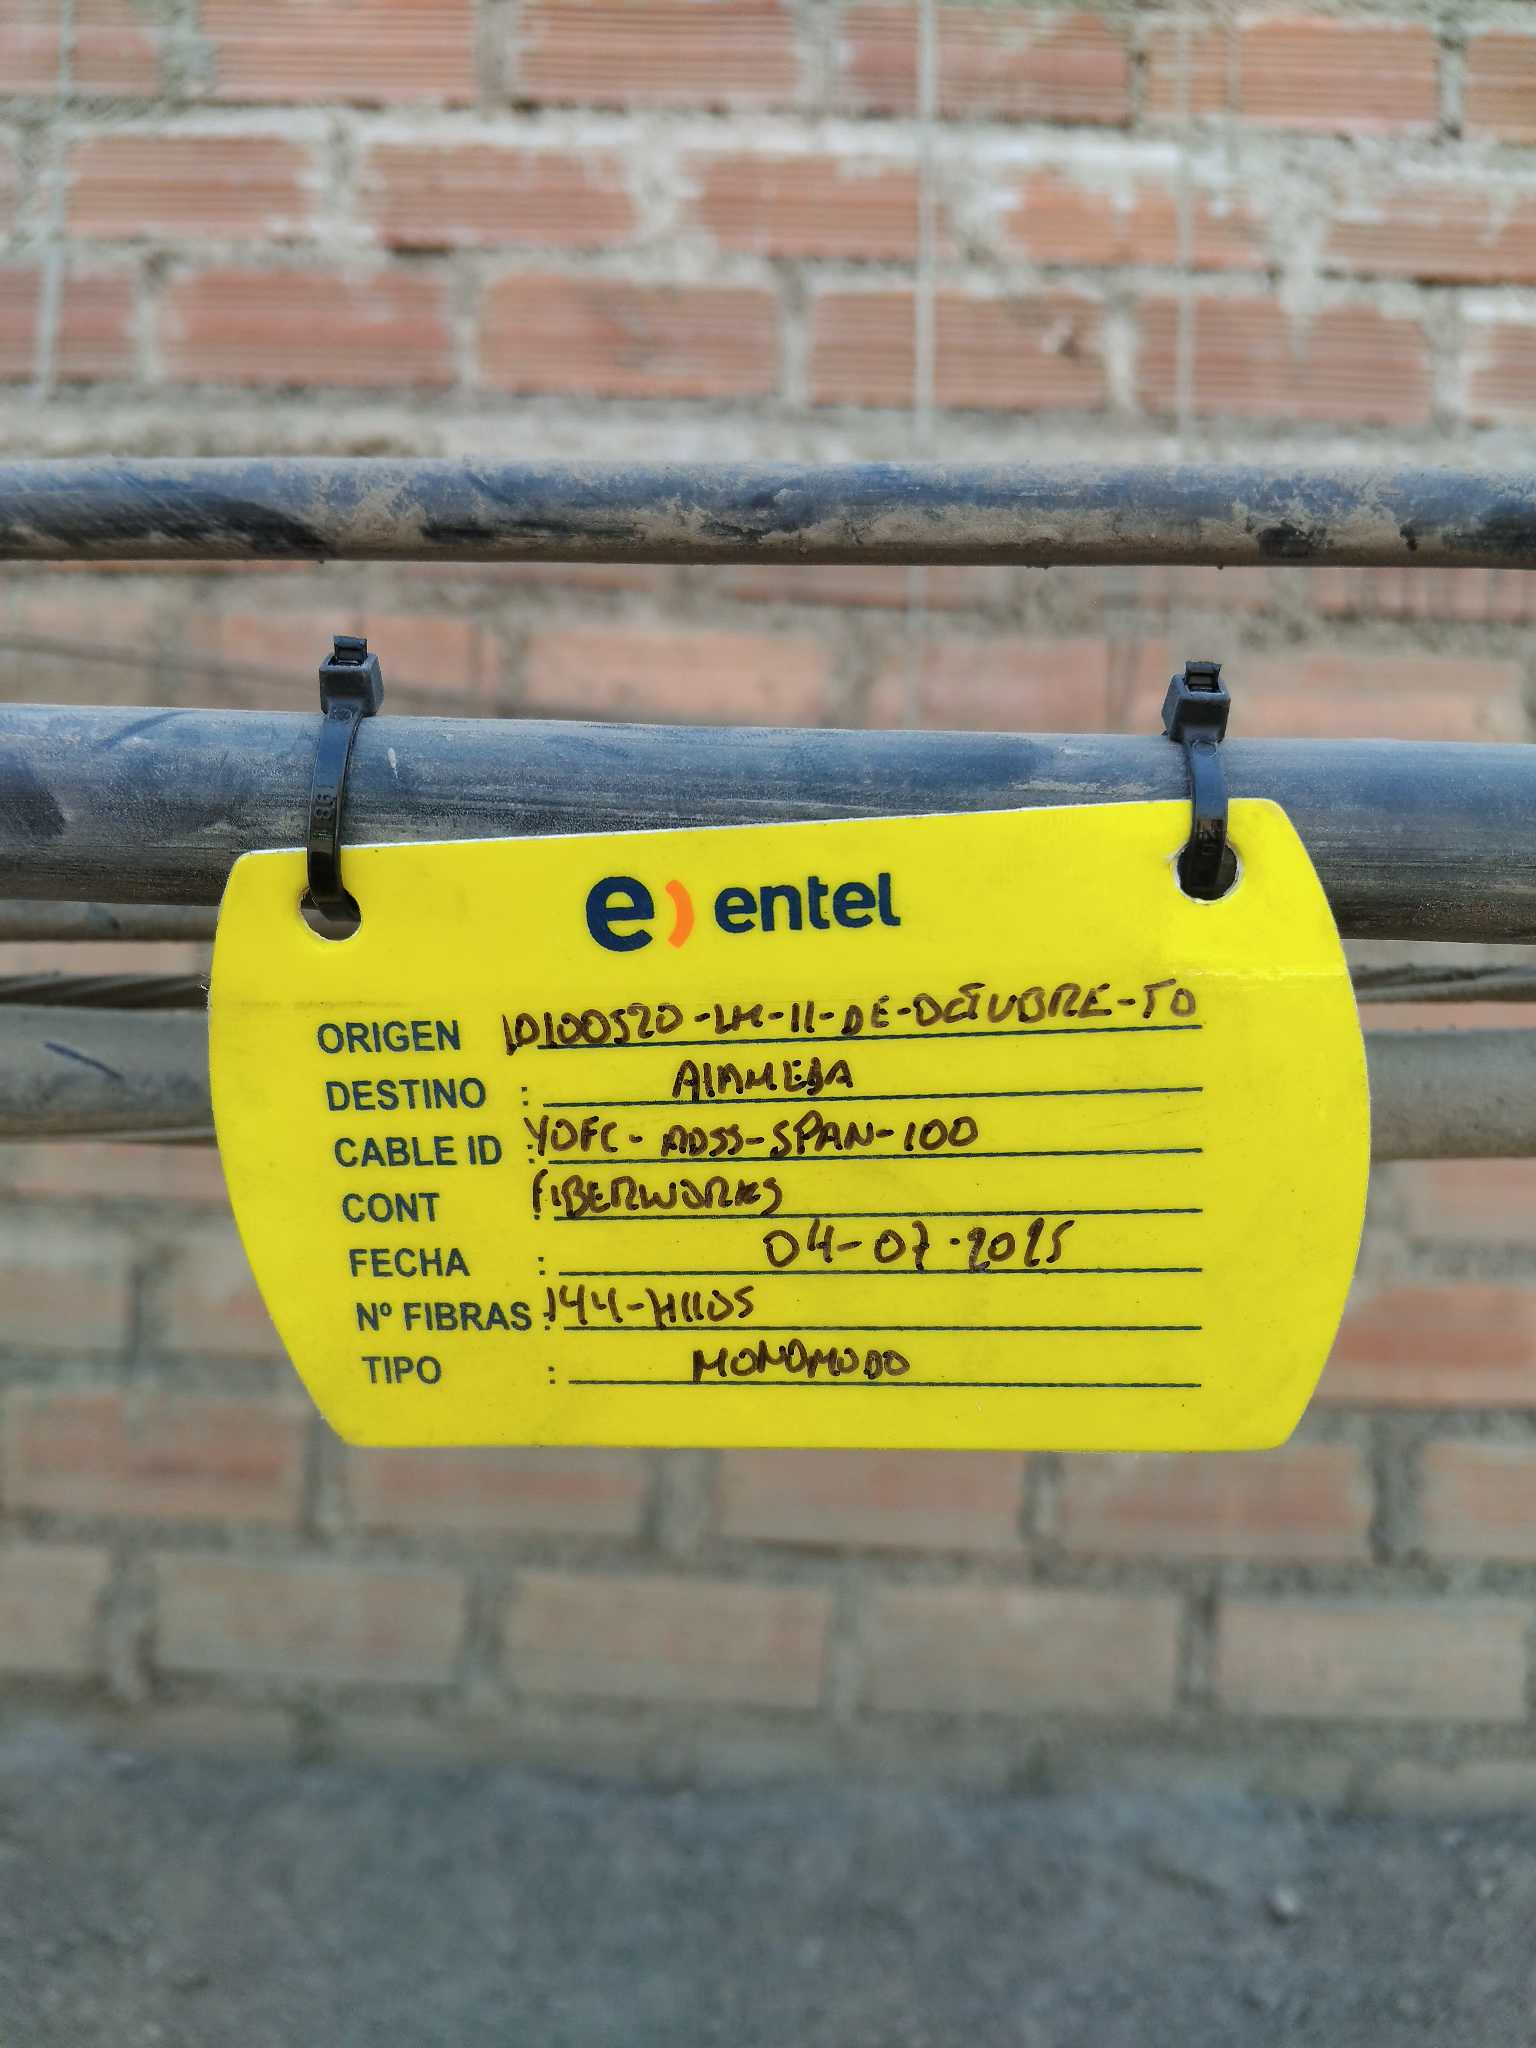 e) entel
ORIGEN 10100520-LM-11-DE-OCTUBRE-TO
DESTINO : ALAMEDA
CABLE ID : YOFC-ADSS-SPAN-100
CONT : FIBERWORKS
FECHA : 04-07-2025
Nº FIBRAS : 144-HILOS
TIPO : MONOMODO